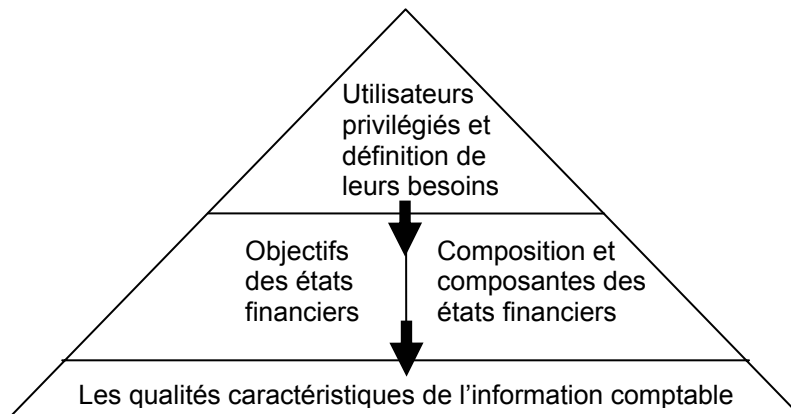 Utilisateurs
privilégiés et
définition de
leurs besoins
Objectifs
des états
financiers
Composition et
composantes des
états financiers
Les qualités caractéristiques de l’information comptable